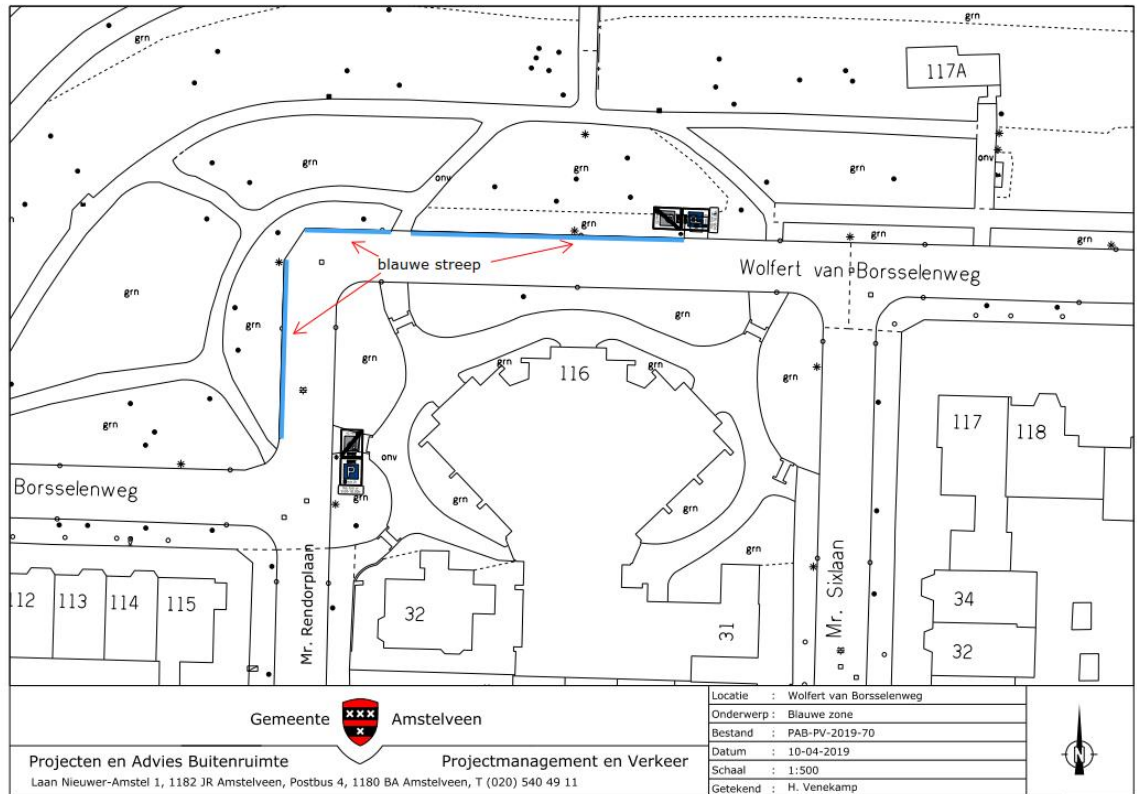 grn
grn
117A
grn
grn
grn
onv
onv
grn
grn
grn
grn
blauwe streep
Wolfert van Borsselenweg
grn
grn
grn
grn
grn
grn
grn
116
grn
117
118
grn
onv
P
Borsselenweg
grn
grn
grn
grn
112
113
114
115
Mr. Rendorplaan
32
31
Mr. Sixlaan
34
32
Gemeente
Amstelveen
Projecten en Advies Buitenruimte
Projectmanagement en Verkeer
Laan Nieuwer-Amstel 1, 1182 JR Amstelveen, Postbus 4, 1180 BA Amstelveen, T (020) 540 49 11
Locatie : Wolfert van Borsselenweg
Onderwerp : Blauwe zone
Bestand : PAB-PV-2019-70
Datum : 10-04-2019
Schaal : 1:500
Getekend : H. Venekamp
N